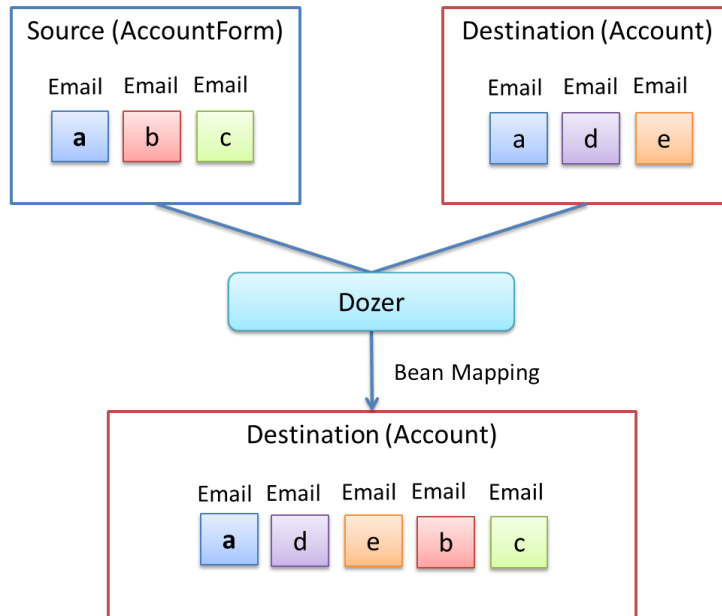 Source (AccountForm)
Email Email Email
a b c
Destination (Account)
Email Email Email
a d e
Dozer
Bean Mapping
Destination (Account)
Email Email Email Email Email
a d e b c